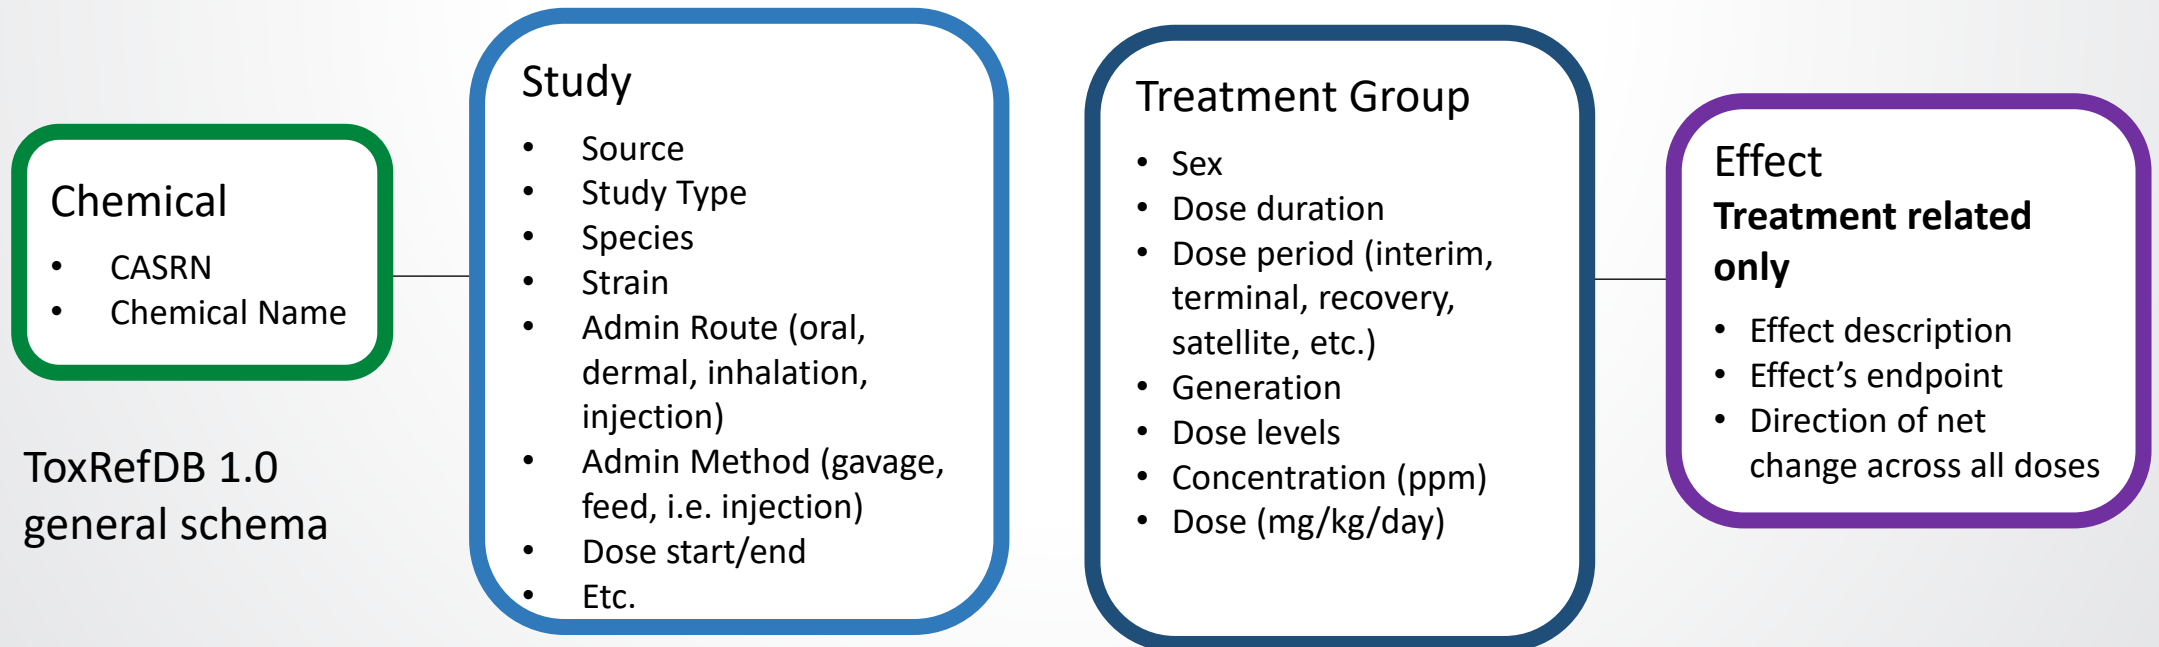 Chemical
• CASRN
• Chemical Name
ToxRefDB 1.0
general schema
Study
• Source
• Study Type
• Species
• Strain
• Admin Route (oral,
dermal, inhalation,
injection)
• Admin Method (gavage,
feed, i.e. injection)
• Dose start/end
• Etc.
Treatment Group
• Sex
• Dose duration
• Dose period (interim,
terminal, recovery,
satellite, etc.)
• Generation
• Dose levels
• Concentration (ppm)
• Dose (mg/kg/day)
Effect
Treatment related
only
• Effect description
• Effect’s endpoint
• Direction of net
change across all doses